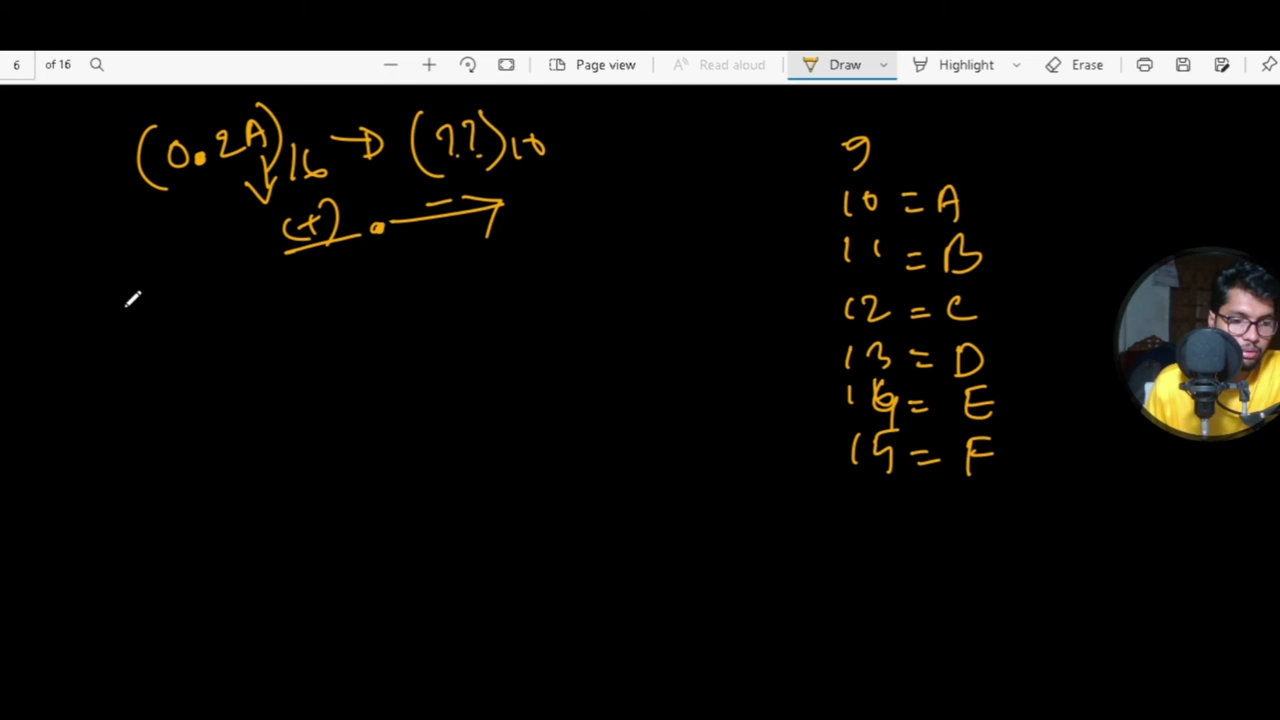 6 of 16 Page view Read aloud Draw Highlight Erase
(0.2A)16 → (??)10
(+) . -
9
10 = A
11 = B
12 = C
13 = D
14 = E
15 = F